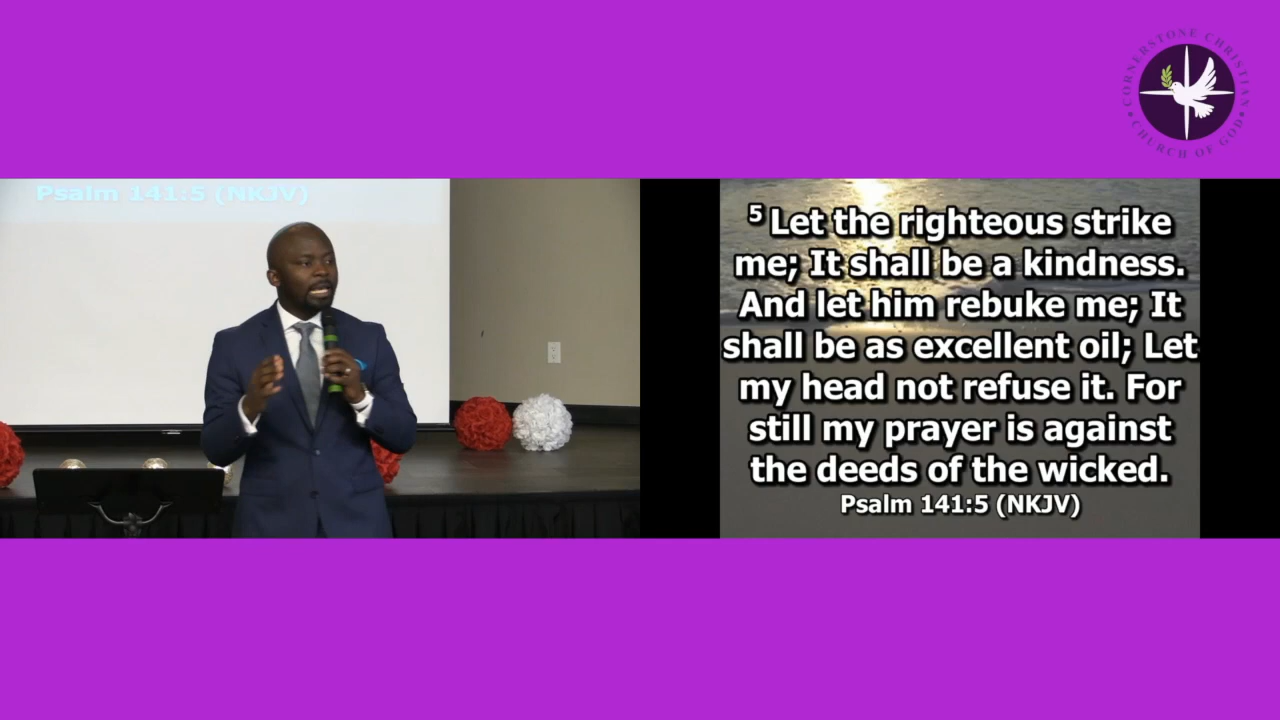 CORNERSTONE CHRISTIAN
CHURCH OF GOD
Psalm 141:5 (NKJV)
5 Let the righteous strike
me; It shall be a kindness.
And let him rebuke me; It
shall be as excellent oil; Let
my head not refuse it. For
still my prayer is against
the deeds of the wicked.
Psalm 141:5 (NKJV)